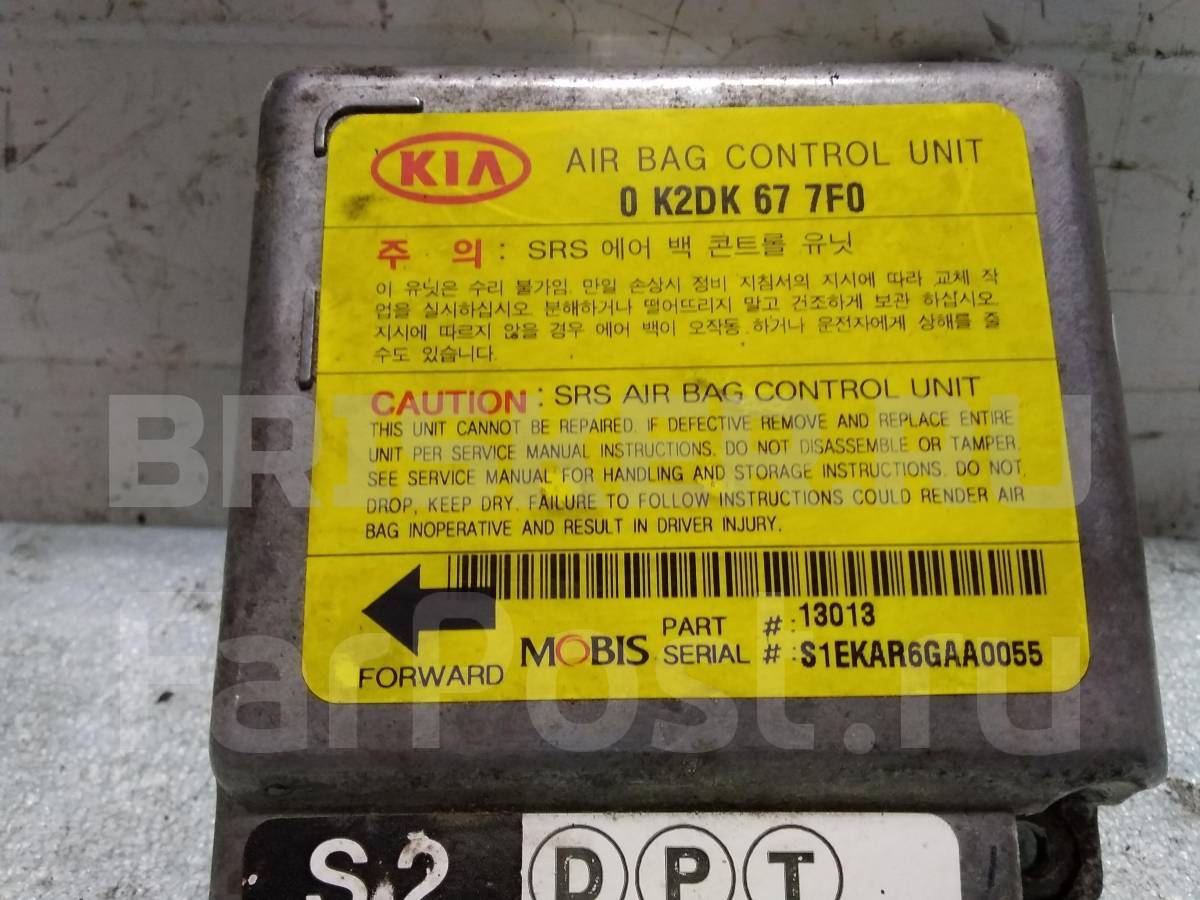 KIA
AIR BAG CONTROL UNIT
0 K2DK 67 7F0
주 의 : SRS 에어 백 콘트롤 유닛
이 유닛은 수리 불가임. 만일 손상시 정비 지침서의 지시에 따라 교체 작
업을 실시하십시오. 분해하거나 떨어뜨리지 말고 건조하게 보관 하십시오.
지시에 따르지 않을 경우 에어 백이 오작동 하거나 운전자에게 상해를 줄
수도 있습니다.
CAUTION : SRS AIR BAG CONTROL UNIT
THIS UNIT CANNOT BE REPAIRED. IF DEFECTIVE REMOVE AND REPLACE ENTIRE
UNIT PER SERVICE MANUAL INSTRUCTIONS. DO NOT DISASSEMBLE OR TAMPER.
SEE SERVICE MANUAL FOR HANDLING AND STORAGE INSTRUCTIONS. DO NOT
DROP, KEEP DRY. FAILURE TO FOLLOW INSTRUCTIONS COULD RENDER AIR
BAG INOPERATIVE AND RESULT IN DRIVER INJURY.
FORWARD
MOBIS
PART # : 13013
SERIAL # : S1EKAR6GAA0055
S2
D P T
FarPost.ru